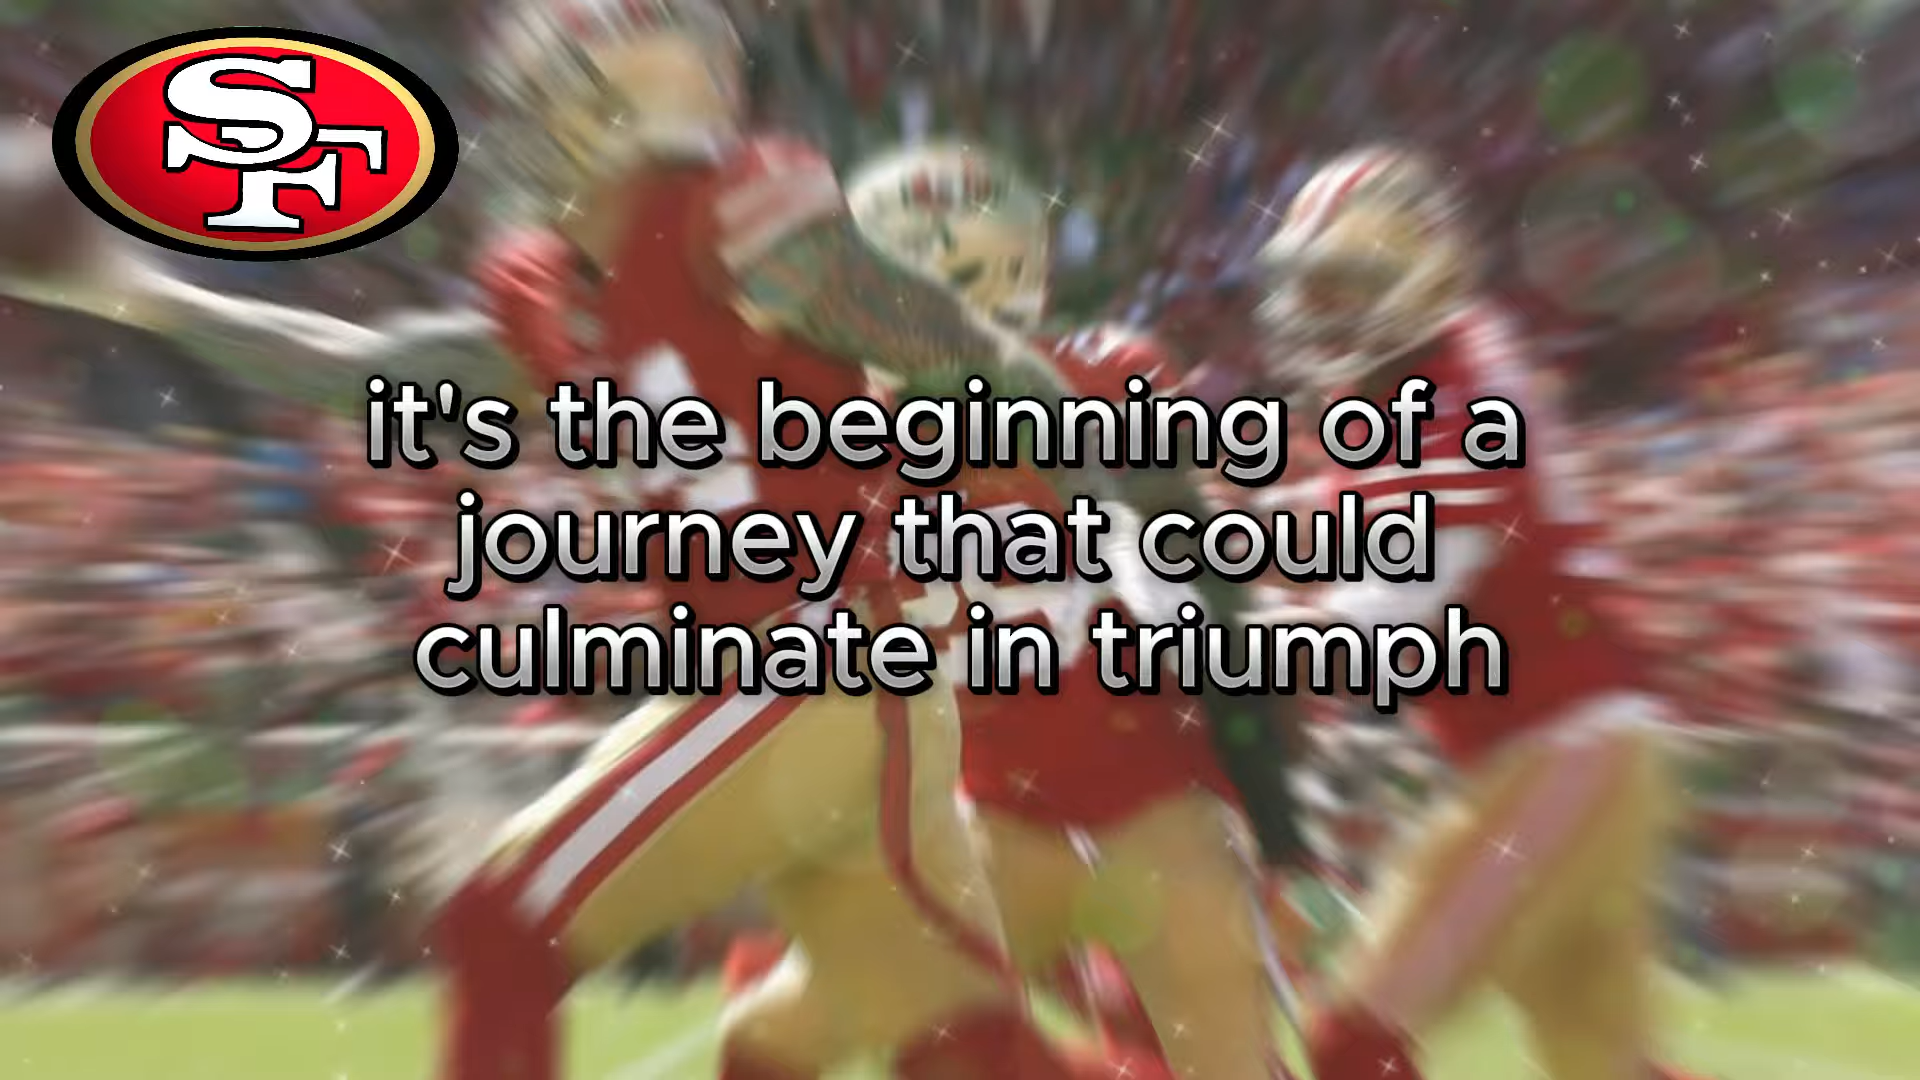 SF
it's the beginning of a
journey that could
culminate in triumph